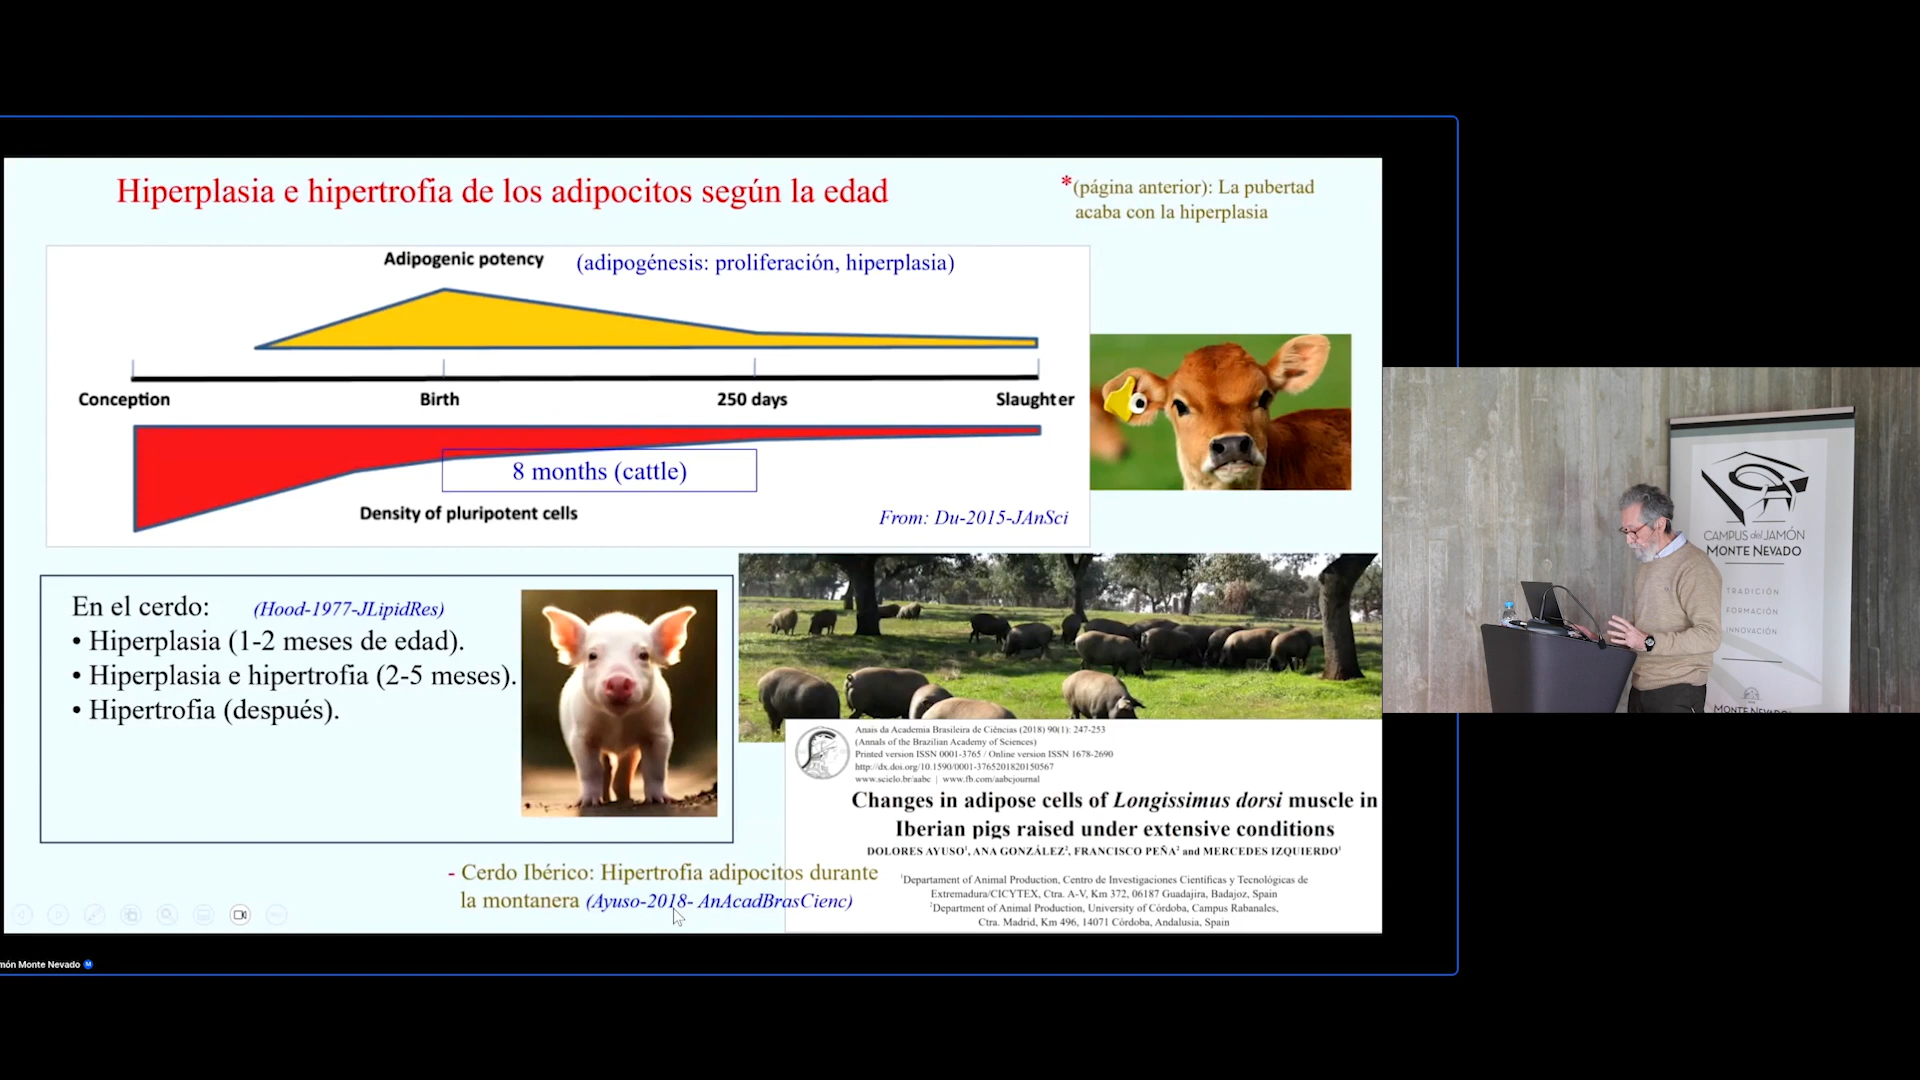 Hiperplasia e hipertrofia de los adipocitos según la edad
*(página anterior): La pubertad
acaba con la hiperplasia
Adipogenic potency (adipogénesis: proliferación, hiperplasia)
Conception Birth 250 days Slaughter
8 months (cattle)
Density of pluripotent cells
From: Du-2015-JAnSci
En el cerdo: (Hood-1977-JLipidRes)
• Hiperplasia (1-2 meses de edad).
• Hiperplasia e hipertrofia (2-5 meses).
• Hipertrofia (después).
Anais da Academia Brasileira de Ciências (2018) 90(1): 247-253
(Annals of the Brazilian Academy of Sciences)
Printed version ISSN 0001-3765 / Online version ISSN 1678-2690
http://dx.doi.org/10.1590/0001-3765201820150567
www.scielo.br/aabc | www.fb.com/aabcjournal
Changes in adipose cells of Longissimus dorsi muscle in
Iberian pigs raised under extensive conditions
DOLORES AYUSO1, ANA GONZÁLEZ2, FRANCISCO PEÑA2 and MERCEDES IZQUIERDO1
1Departament of Animal Production, Centro de Investigaciones Científicas y Tecnológicas de
Extremadura/CICYTEX, Ctra. A-V, Km 372, 06187 Guadajira, Badajoz, Spain
2Department of Animal Production, University of Córdoba, Campus Rabanales,
Ctra. Madrid, Km 496, 14071 Córdoba, Andalusia, Spain
- Cerdo Ibérico: Hipertrofia adipocitos durante
la montanera (Ayuso-2018- AnAcadBrasCienc)
CAMPUS del JAMÓN
MONTE NEVADO
TRADICIÓN
FORMACIÓN
INNOVACIÓN
MONTE NEVADO
món Monte Nevado M